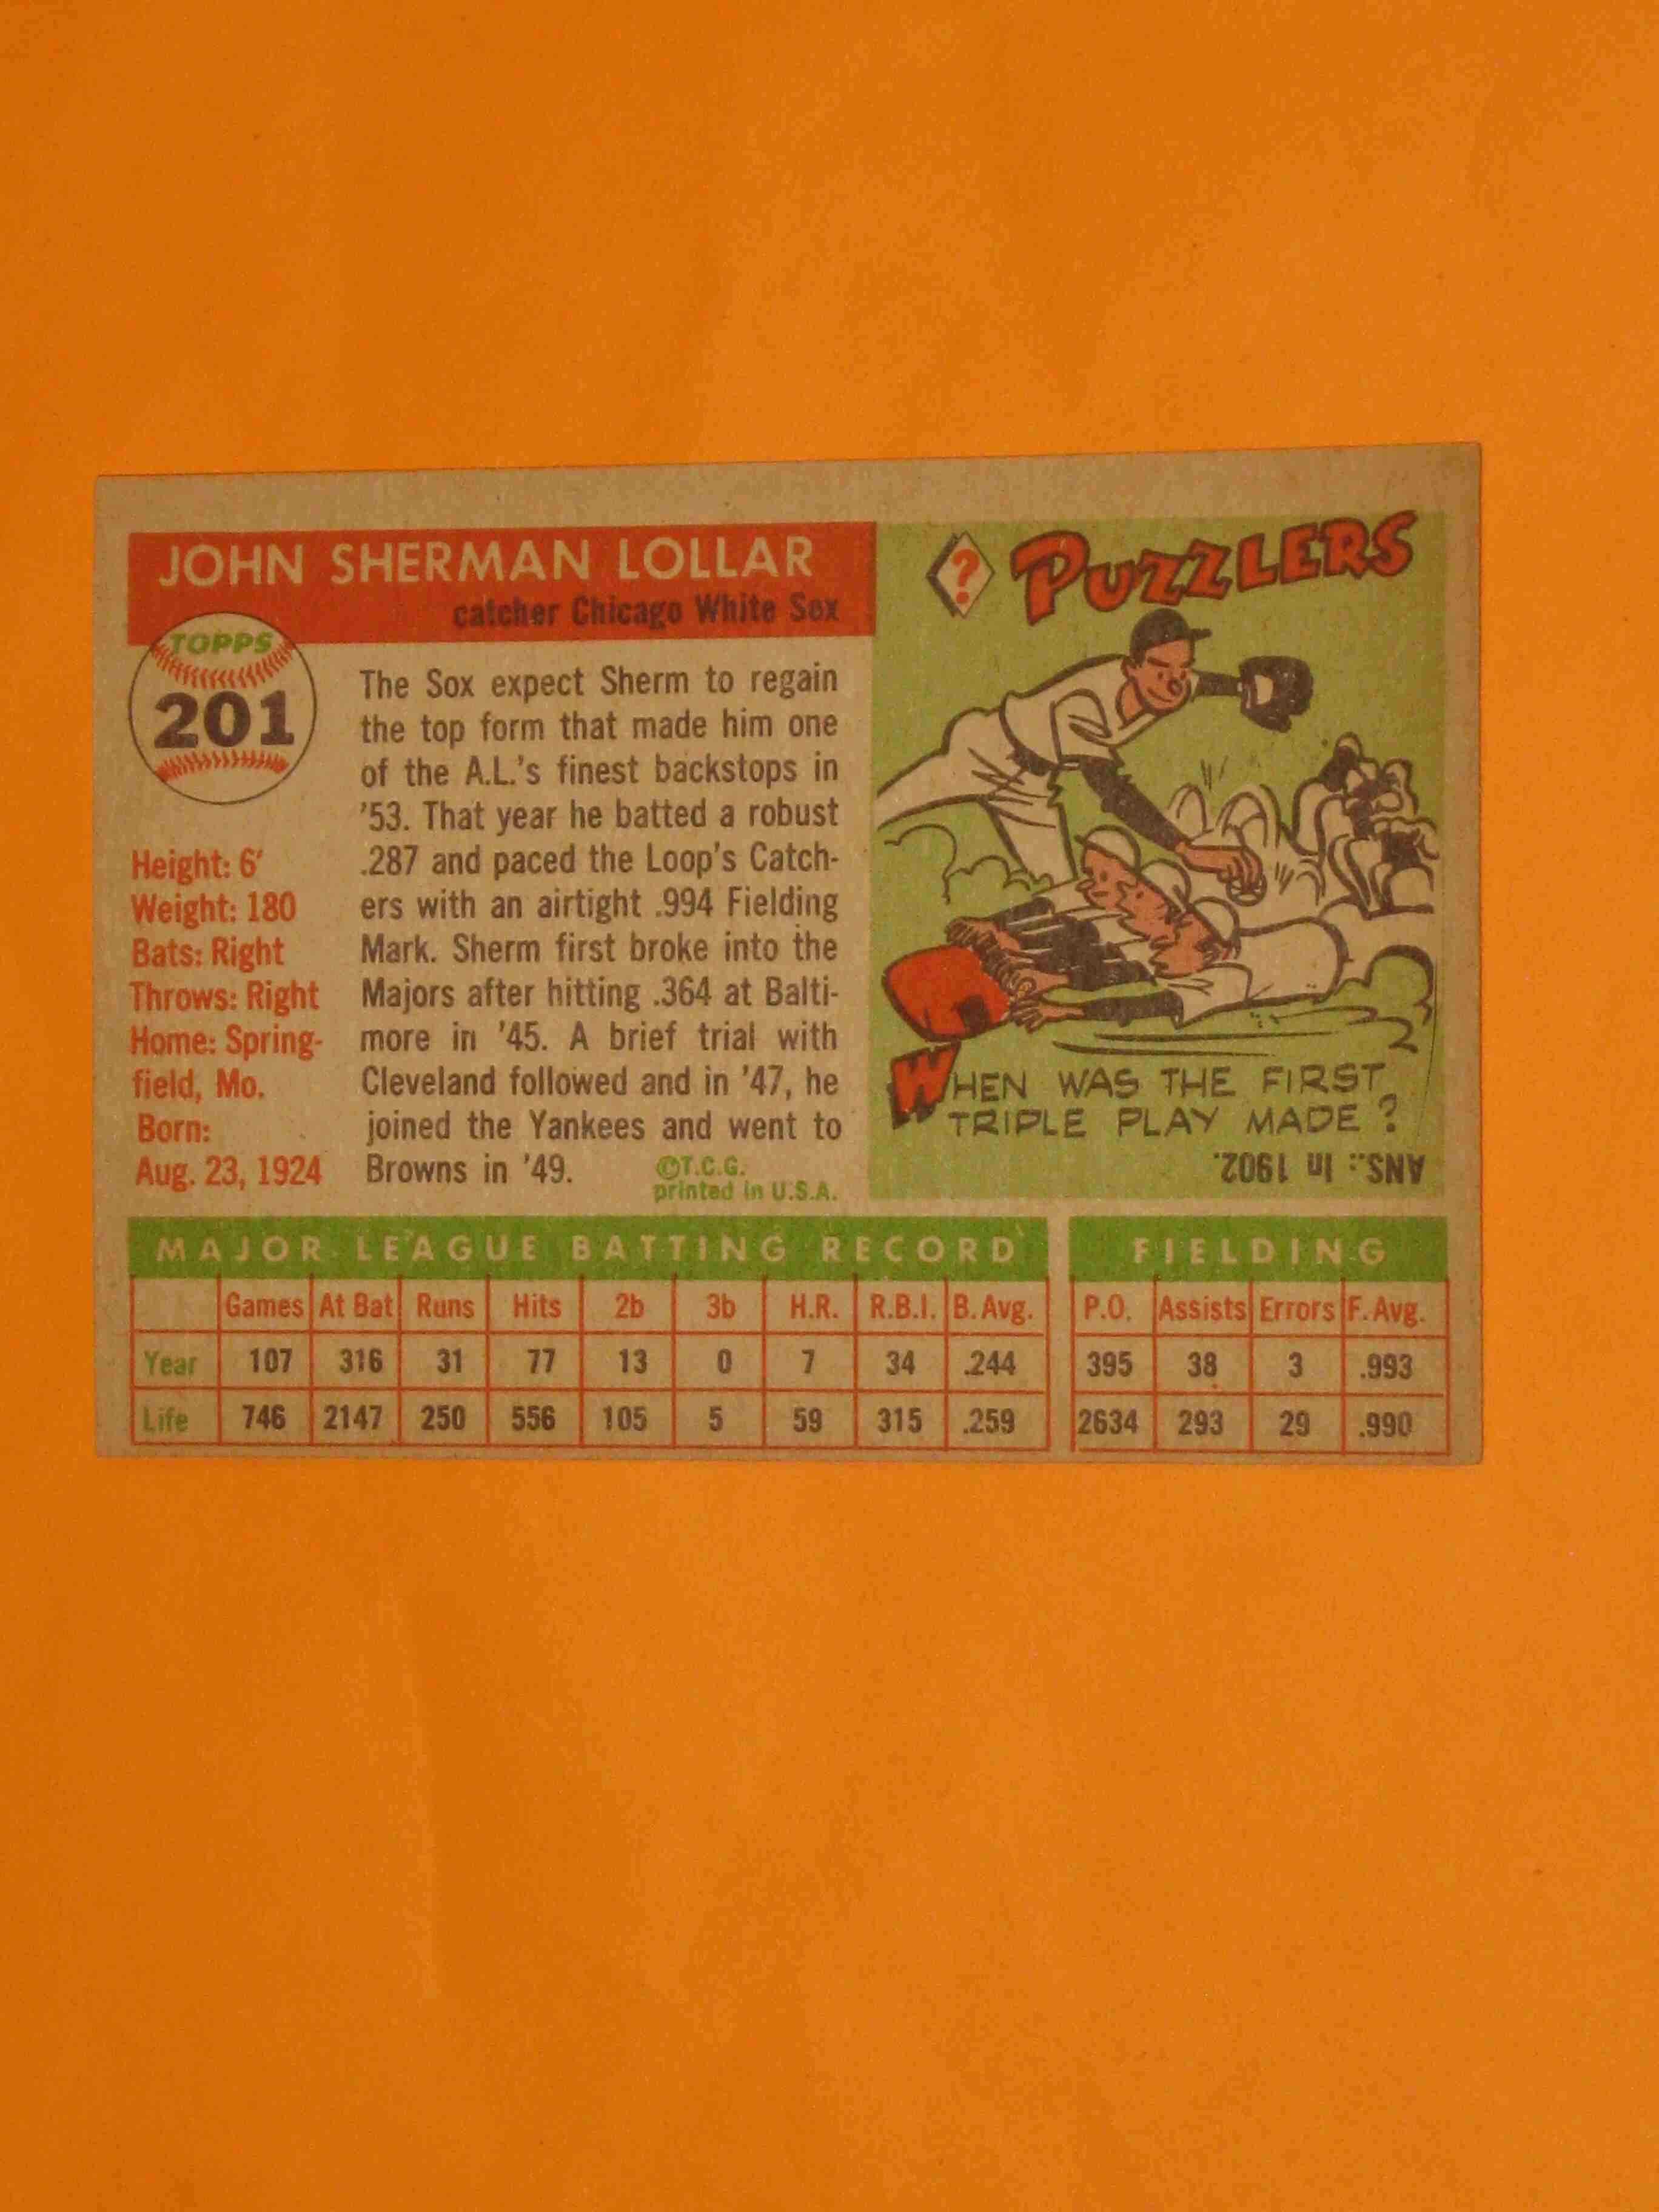 JOHN SHERMAN LOLLAR
catcher Chicago White Sox
TOPPS
201
Height: 6'
Weight: 180
Bats: Right
Throws: Right
Home: Spring-
field, Mo.
Born:
Aug. 23, 1924
The Sox expect Sherm to regain
the top form that made him one
of the A.L.'s finest backstops in
'53. That year he batted a robust
.287 and paced the Loop's Catch-
ers with an airtight .994 Fielding
Mark. Sherm first broke into the
Majors after hitting .364 at Balti-
more in '45. A brief trial with
Cleveland followed and in '47, he
joined the Yankees and went to
Browns in '49.
©T.C.G.
printed in U.S.A.
? PUZZLERS
WHEN WAS THE FIRST
TRIPLE PLAY MADE?
ANS.: In 1902.
MAJOR LEAGUE BATTING RECORD
Games At Bat Runs Hits 2b 3b H.R. R.B.I. B. Avg.
Year 107 316 31 77 13 0 7 34 .244
Life 746 2147 250 556 105 5 59 315 .259
FIELDING
P.O. Assists Errors F. Avg.
395 38 3 .993
2634 293 29 .990